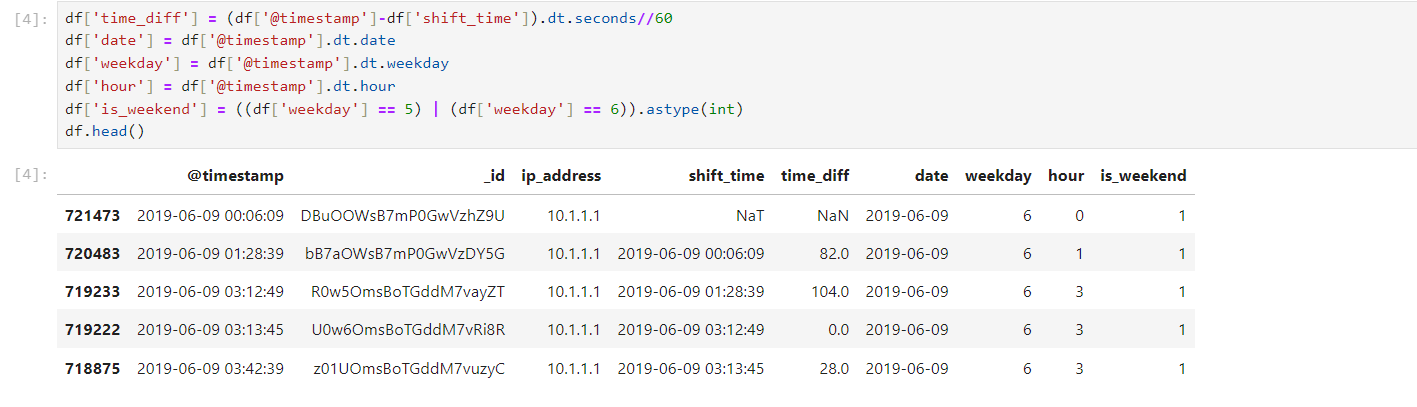 [4]: df['time_diff'] = (df['@timestamp']-df['shift_time']).dt.seconds//60
df['date'] = df['@timestamp'].dt.date
df['weekday'] = df['@timestamp'].dt.weekday
df['hour'] = df['@timestamp'].dt.hour
df['is_weekend'] = ((df['weekday'] == 5) | (df['weekday'] == 6)).astype(int)
df.head()
[4]: @timestamp _id ip_address shift_time time_diff date weekday hour is_weekend
721473 2019-06-09 00:06:09 DBuOOWsB7mP0GwVzhZ9U 10.1.1.1 NaT NaN 2019-06-09 6 0 1
720483 2019-06-09 01:28:39 bB7aOWsB7mP0GwVzDY5G 10.1.1.1 2019-06-09 00:06:09 82.0 2019-06-09 6 1 1
719233 2019-06-09 03:12:49 R0w5OmsBoTGddM7vayZT 10.1.1.1 2019-06-09 01:28:39 104.0 2019-06-09 6 3 1
719222 2019-06-09 03:13:45 U0w6OmsBoTGddM7vRi8R 10.1.1.1 2019-06-09 03:12:49 0.0 2019-06-09 6 3 1
718875 2019-06-09 03:42:39 z01UOmsBoTGddM7vuzyC 10.1.1.1 2019-06-09 03:13:45 28.0 2019-06-09 6 3 1